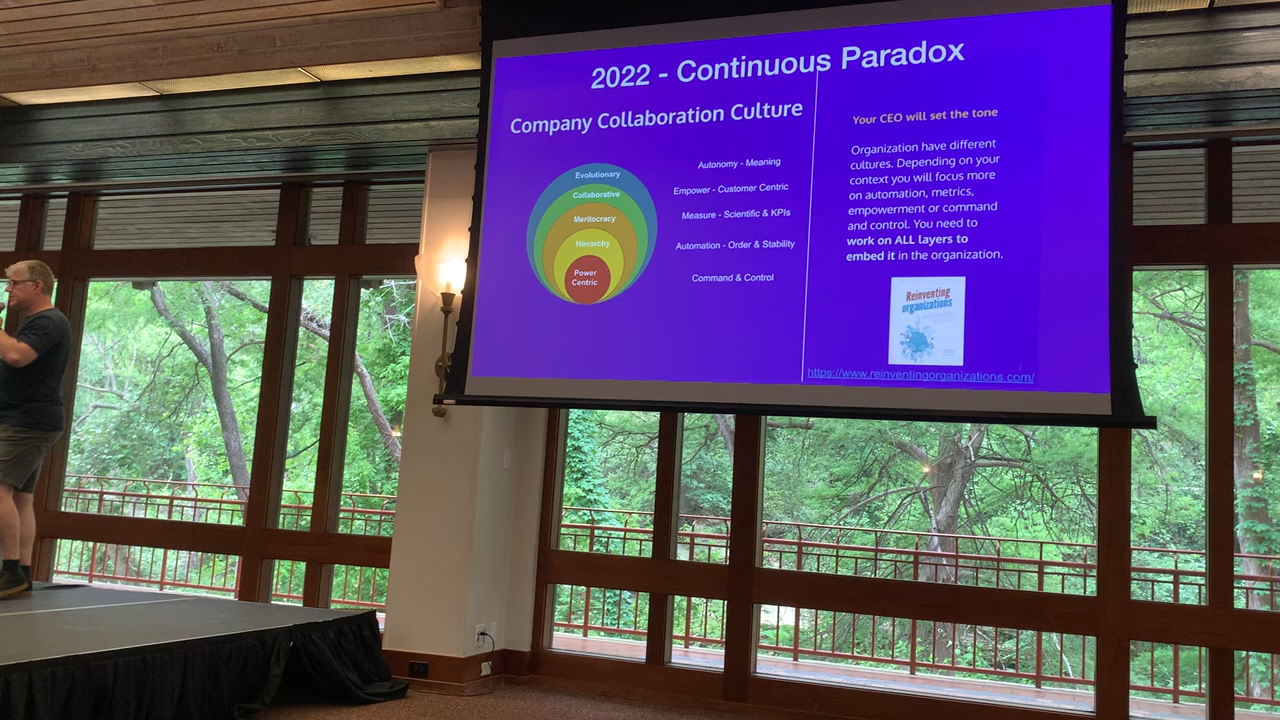 2022 - Continuous Paradox
Company Collaboration Culture
Evolutionary
Collaborative
Meritocracy
Hierarchy
Power
Centric
Autonomy - Meaning
Empower - Customer Centric
Measure - Scientific & KPIs
Automation - Order & Stability
Command & Control
Your CEO will set the tone
Organization have different
cultures. Depending on your
context you will focus more
on automation, metrics,
empowerment or command
and control. You need to
work on ALL layers to
embed it in the organization.
Reinventing
organizations
https://www.reinventingorganizations.com/